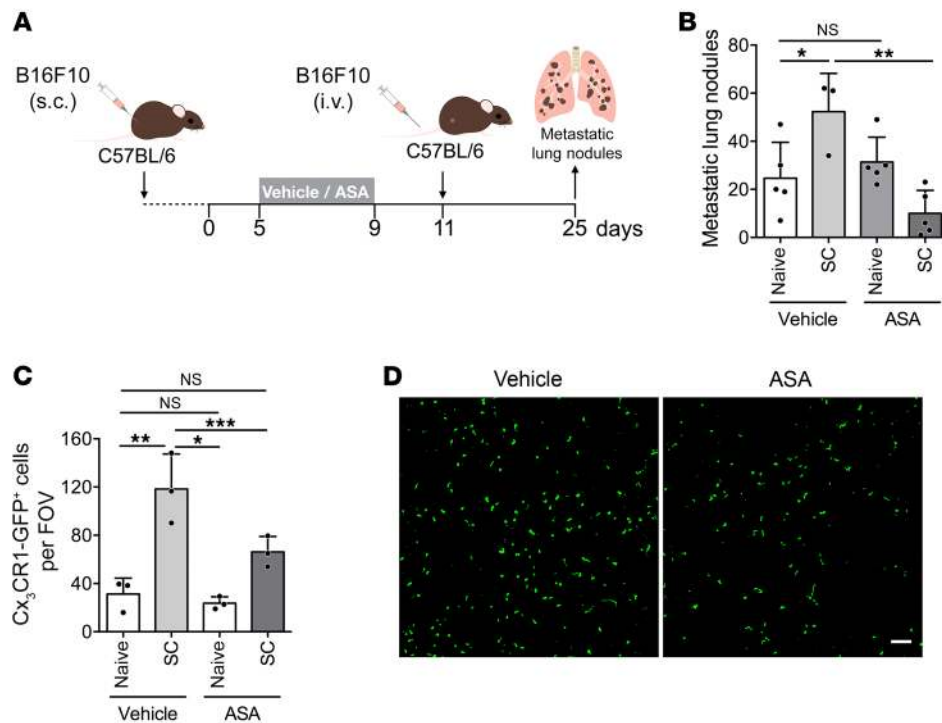 A
B16F10
(s.c.)
C57BL/6
B16F10
(i.v.)
C57BL/6
Metastatic
lung nodules
Vehicle / ASA
0 5 9 11 25 days
B
Metastatic lung nodules
80
60
40
20
0
NS
* **
Naive SC Naive SC
Vehicle ASA
C
Cx₃CR1-GFP⁺ cells
per FOV
160
120
80
40
0
NS
NS
***
** *
Naive SC Naive SC
Vehicle ASA
D
Vehicle ASA